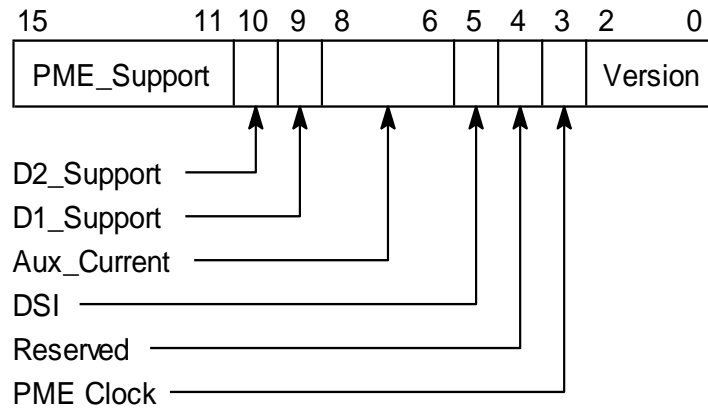 15 11 10 9 8 6 5 4 3 2 0
PME_Support Version
D2_Support
D1_Support
Aux_Current
DSI
Reserved
PME Clock